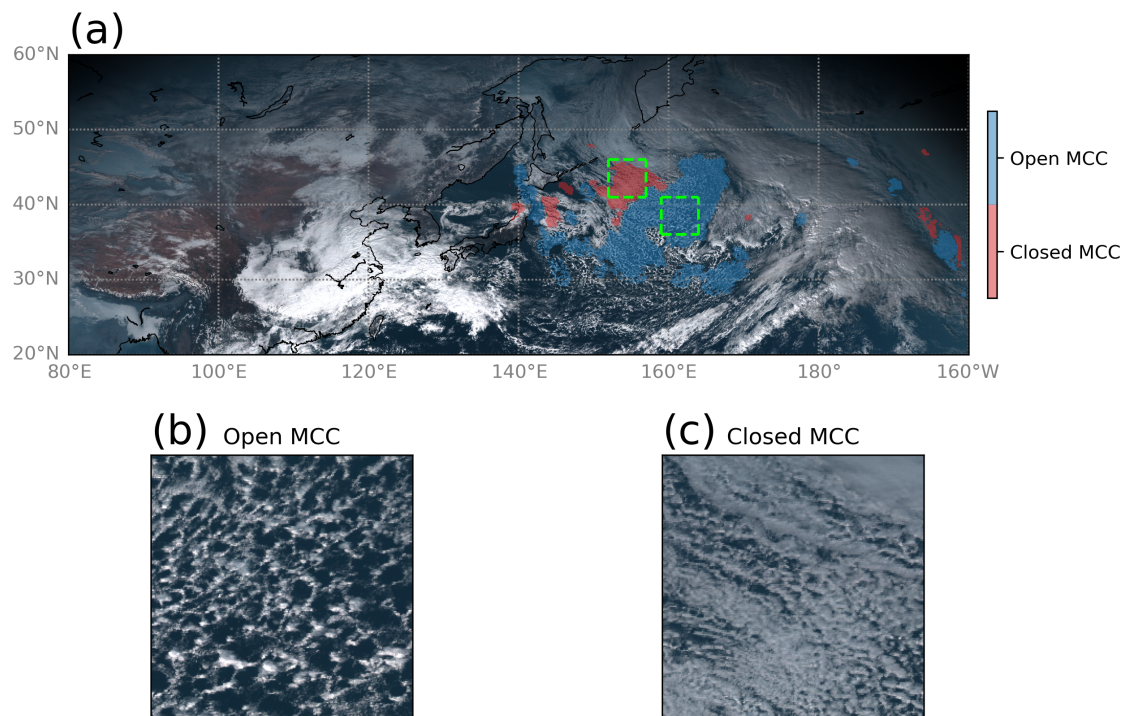 (a)
60°N
50°N
40°N
30°N
20°N
80°E 100°E 120°E 140°E 160°E 180° 160°W
Open MCC
Closed MCC
(b) Open MCC
(c) Closed MCC